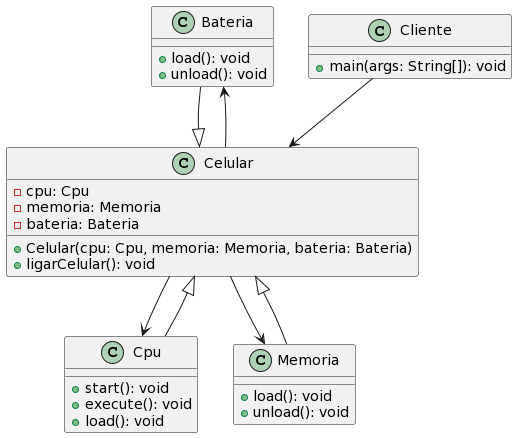 C Bateria
load(): void
unload(): void
C Cliente
main(args: String[]): void
C Celular
cpu: Cpu
memoria: Memoria
bateria: Bateria
Celular(cpu: Cpu, memoria: Memoria, bateria: Bateria)
ligarCelular(): void
C Cpu
start(): void
execute(): void
load(): void
C Memoria
load(): void
unload(): void